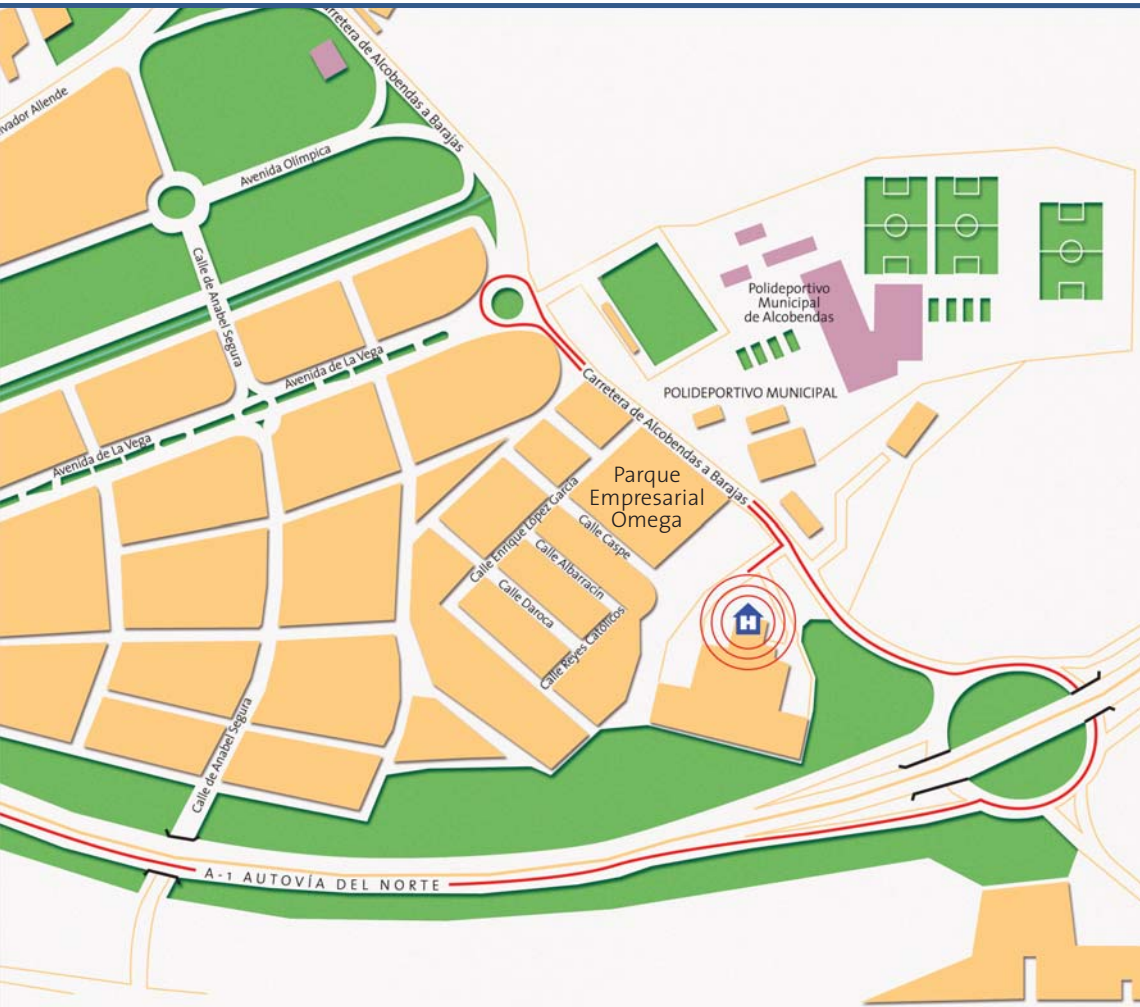 Carretera de Alcobendas a Barajas
Avenida Olímpica
Calle de Anabel Segura
Polideportivo
Municipal
de Alcobendas
Avenida de La Vega
POLIDEPORTIVO MUNICIPAL
Carretera de Alcobendas a Barajas
Avenida de La Vega
Parque
Empresarial
Omega
Calle Enrique López García
Calle Caspe
Calle Albarracín
Calle Daroca
Calle Reyes Católicos
H
Calle de Anabel Segura
A-1 AUTOVÍA DEL NORTE
Allende